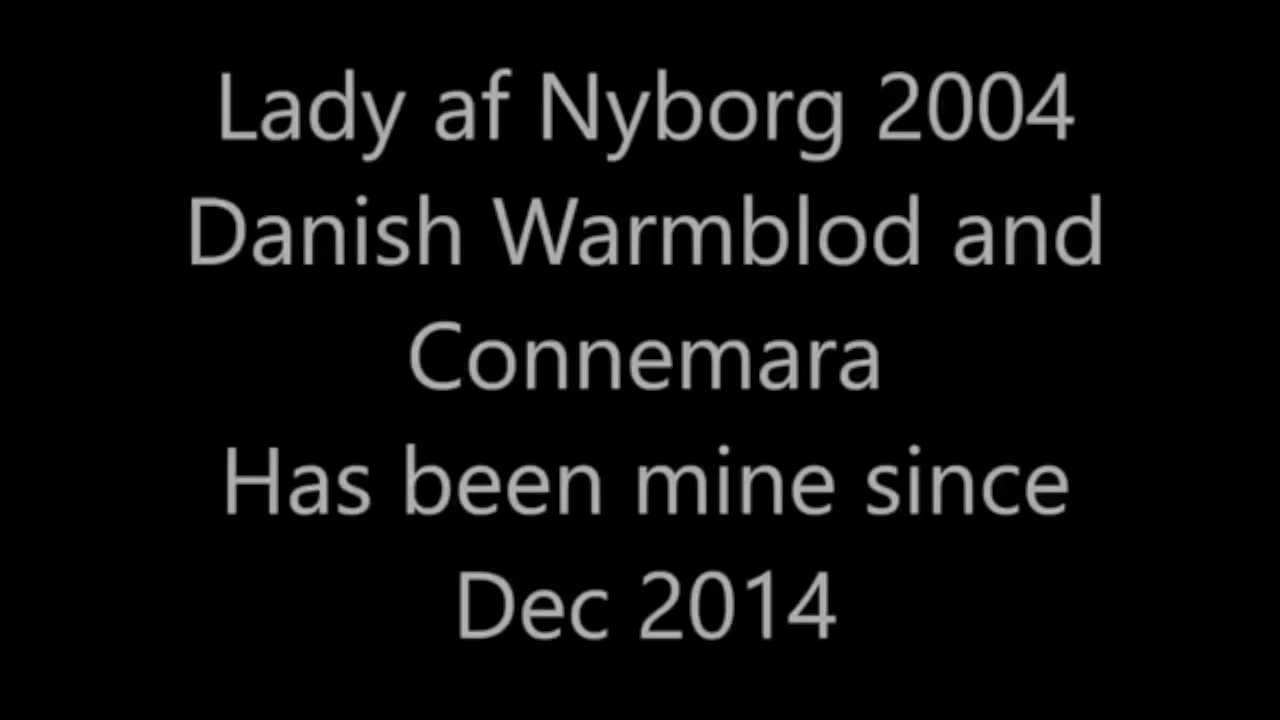 Lady af Nyborg 2004
Danish Warmblod and
Connemara
Has been mine since
Dec 2014